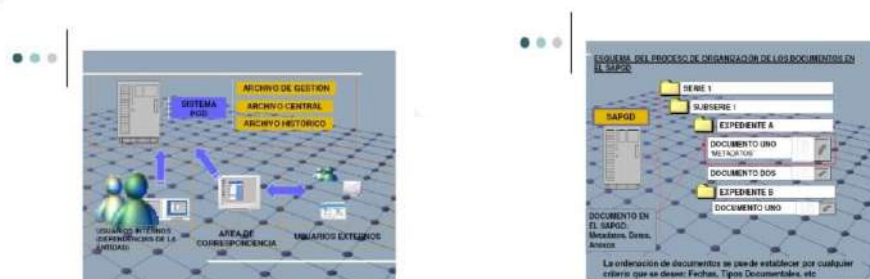 ARCHIVO DE GESTION
SISTEMA
PGD
ARCHIVO CENTRAL
ARCHIVO HISTÓRICO
USUARIOS INTERNOS
(DEPENDENCIAS DE LA
ENTIDAD)
AREA DE
CORRESPONDENCIA
USUARIOS EXTERNOS
ESQUEMA DEL PROCESO DE ORGANIZACIÓN DE LOS DOCUMENTOS EN
EL SAPGD
SERIE 1
SUBSERIE 1
SAPGD
EXPEDIENTE A
DOCUMENTO UNO
"METADATOS"
DOCUMENTO DOS
EXPEDIENTE B
DOCUMENTO UNO
DOCUMENTO EN
EL SAPGD:
Metadatos, Datos,
Anexos
La ordenación de documentos se puede establecer por cualquier
criterio que se desee: Fechas, Tipos Documentales, etc